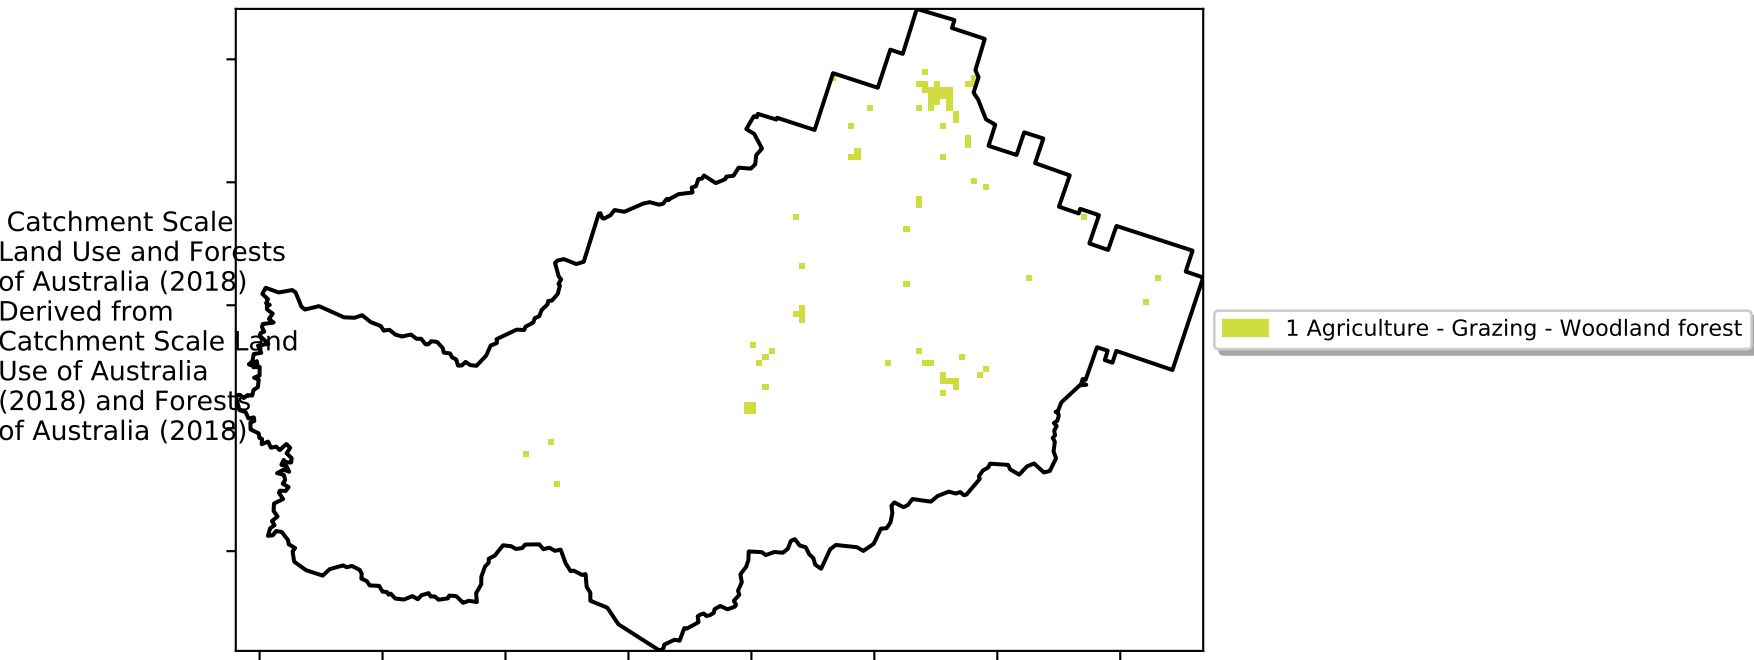 Catchment Scale
Land Use and Forests
of Australia (2018)
Derived from
Catchment Scale Land
Use of Australia
(2018) and Forests
of Australia (2018)
1 Agriculture - Grazing - Woodland forest